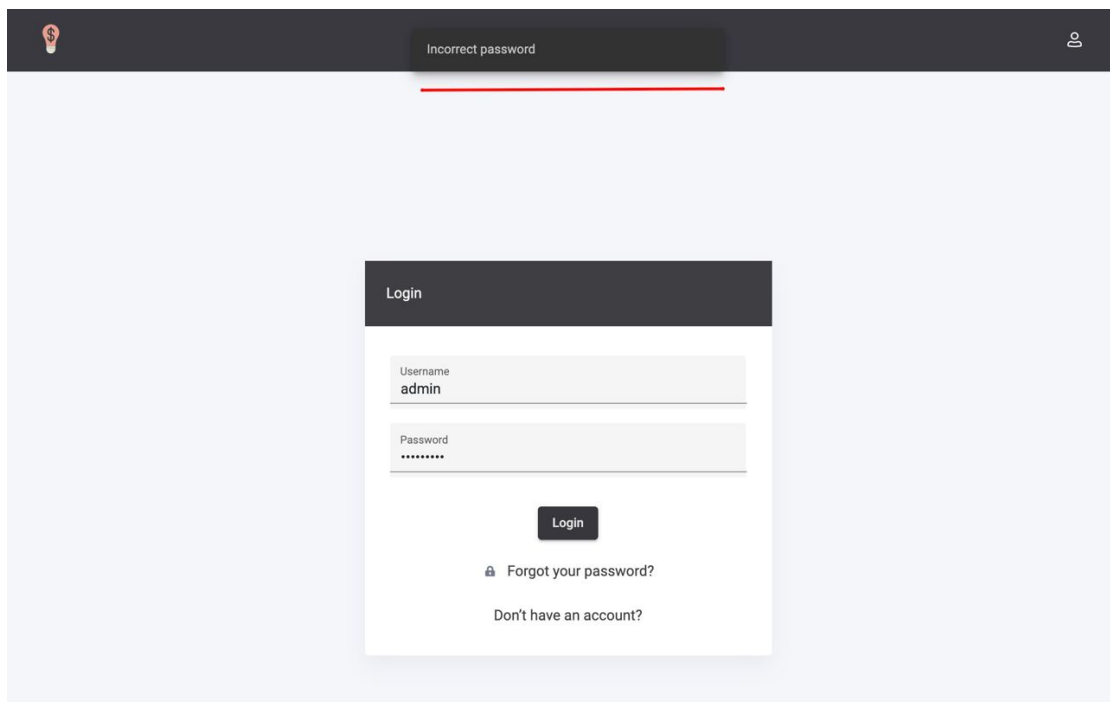 $
Incorrect password
Login
Username
admin
Password
•••••••••
Login
Forgot your password?
Don’t have an account?